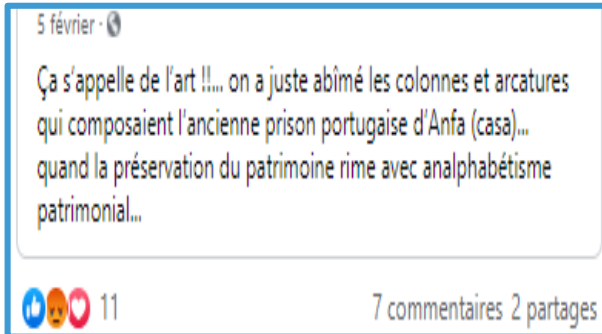 5 février ·
Ça s'appelle de l'art !!... on a juste abîmé les colonnes et arcatures
qui composaient l'ancienne prison portugaise d'Anfa (casa)...
quand la préservation du patrimoine rime avec analphabétisme
patrimonial...
11 7 commentaires 2 partages